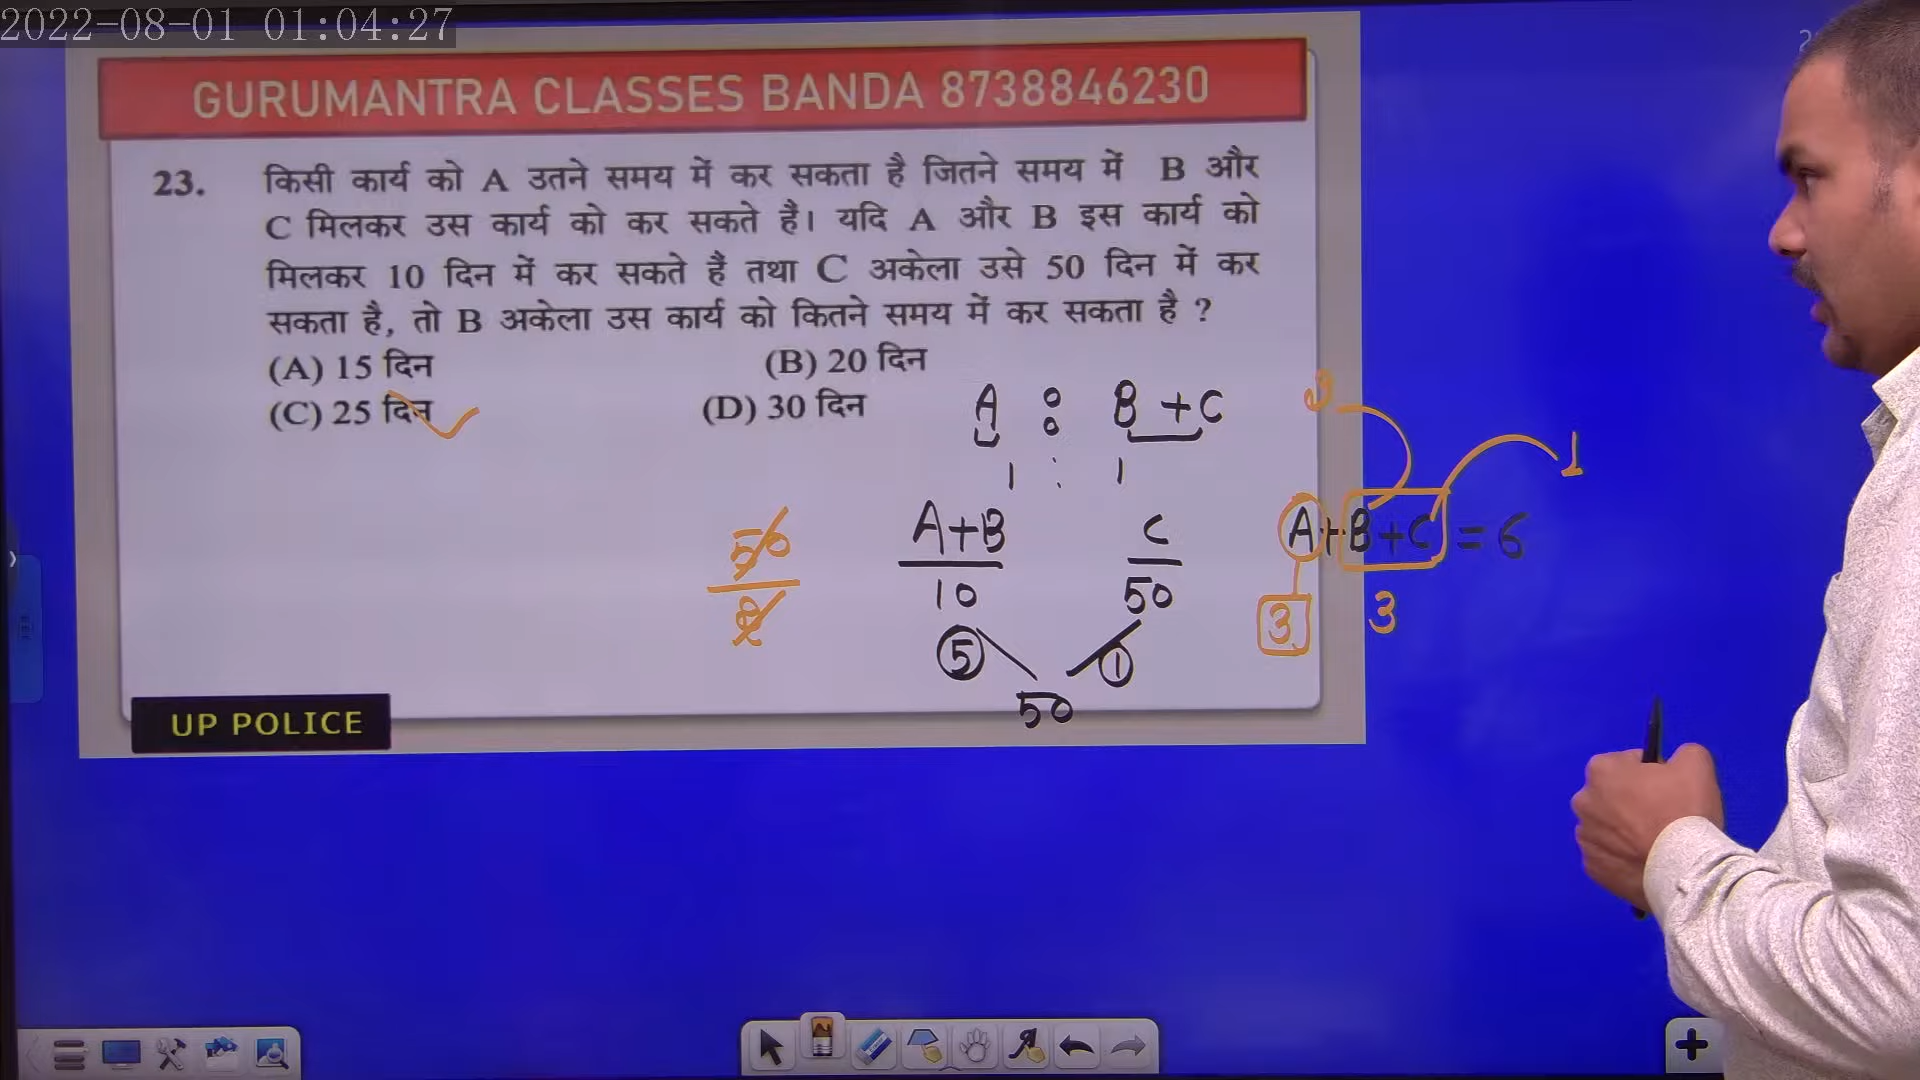 2022-08-01 01:04:27
GURUMANTRA CLASSES BANDA 8738846230
23. किसी कार्य को A उतने समय में कर सकता है जितने समय में B और
C मिलकर उस कार्य को कर सकते हैं। यदि A और B इस कार्य को
मिलकर 10 दिन में कर सकते हैं तथा C अकेला उसे 50 दिन में कर
सकता है, तो B अकेला उस कार्य को कितने समय में कर सकता है ?
(A) 15 दिन (B) 20 दिन
(C) 25 दिन (D) 30 दिन
A : B + C
1 : 1
1
50
A+B
10
C
50
A+B+C = 6
3 3
5 1
50
UP POLICE